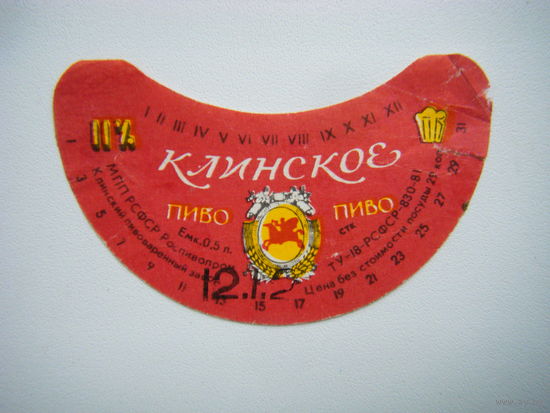 I II III IV V VI VII VIII IX X XI XII
11%
КЛИНСКОЕ
ПИВО ПИВО
МПП РСФСР Роспивопром
Клинский пивоваренный завод
Емк. 0,5 л.
ТУ-18-РСФСР-830-81
Цена без стоимости посуды коп
1 3 5 7 9 11 13 15 17 19 21 23 25 27 29 31
12.1.2